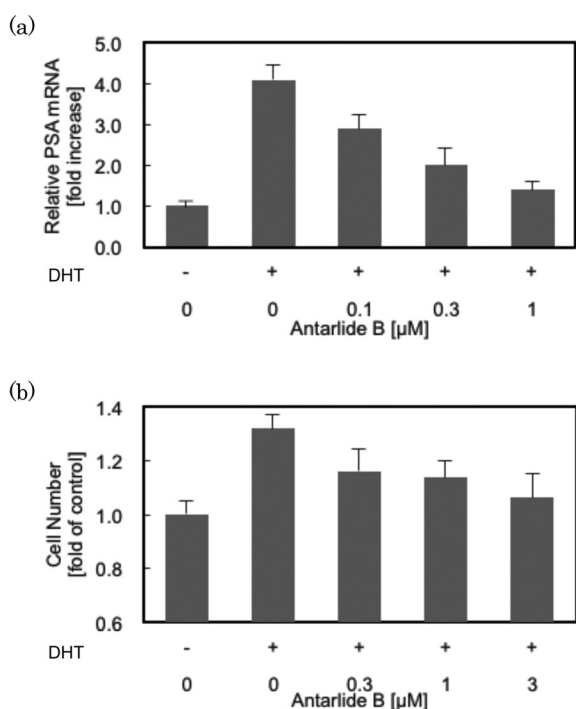 (a)
Relative PSA mRNA
[fold increase]
5.0
4.0
3.0
2.0
1.0
0.0
DHT - + + + +
0 0 0.1 0.3 1
Antarlide B [µM]
(b)
Cell Number
[fold of control]
1.4
1.2
1.0
0.8
0.6
DHT - + + + +
0 0 0.3 1 3
Antarlide B [µM]